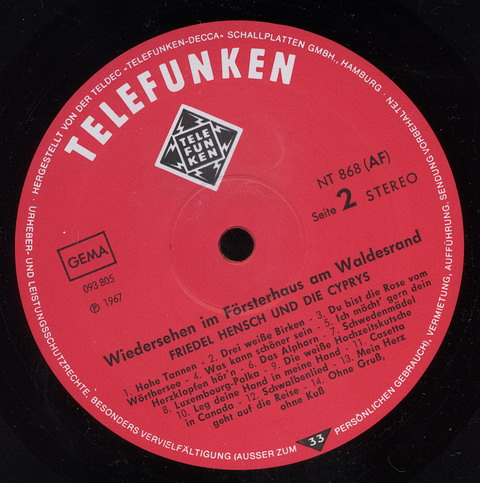 HERGESTELLT VON DER TELDEC »TELEFUNKEN-DECCA« SCHALLPLATTEN GMBH., HAMBURG · URHEBER- UND LEISTUNGSSCHUTZRECHTE, BESONDERS VERVIELFÄLTIGUNG (AUSSER ZUM PERSÖNLICHEN GEBRAUCH), VERMIETUNG, AUFFÜHRUNG, SENDUNG VORBEHALTEN
TELEFUNKEN
TELE
FUN
KEN
NT 868 (AF)
Seite 2 STEREO
GEMA
093 805
℗ 1967
Wiedersehen im Försterhaus am Waldesrand
FRIEDEL HENSCH UND DIE CYPRYS
1. Hohe Tannen - 2. Drei weiße Birken - 3. Du bist die Rose vom
Wörthersee - 4. Was kann schöner sein - 5. Ich möcht' gern dein
Herzklopfen hör'n - 6. Das Alphorn - 7. Schwedenmädel
8. Luxembourg-Polka - 9. Die weiße Hochzeitskutsche
10. Leg deine Hand in meine Hand - 11. Casetta
in Canada - 12. Schwalbenlied - 13. Mein Herz
geht auf die Reise - 14. Ohne Gruß,
ohne Kuß
33